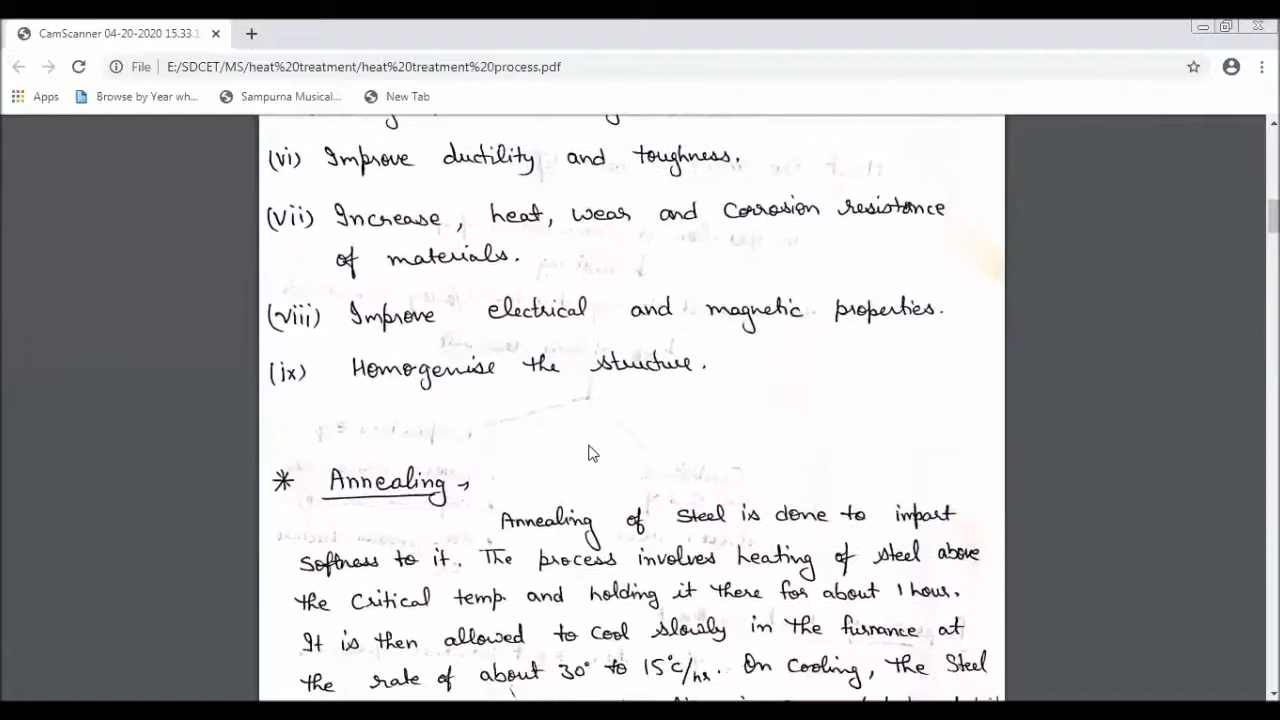 CamScanner 04-20-2020 15.33.1
File E:/SDCET/MS/heat%20treatment/heat%20treatment%20process.pdf
Apps Browse by Year wh... Sampurna Musical... New Tab
(vi) Improve ductility and toughness.
(vii) Increase, heat, wear and Corrosion resistance
of materials.
(viii) Improve electrical and magnetic properties.
(ix) Homogenise the structure.
* Annealing →
Annealing of Steel is done to impart
Softness to it. The process involves heating of steel above
the Critical temp and holding it there for about 1 hour.
It is then allowed to cool slowly in the furnance at
the rate of about 30° to 15°C/hr. On Cooling, the Steel